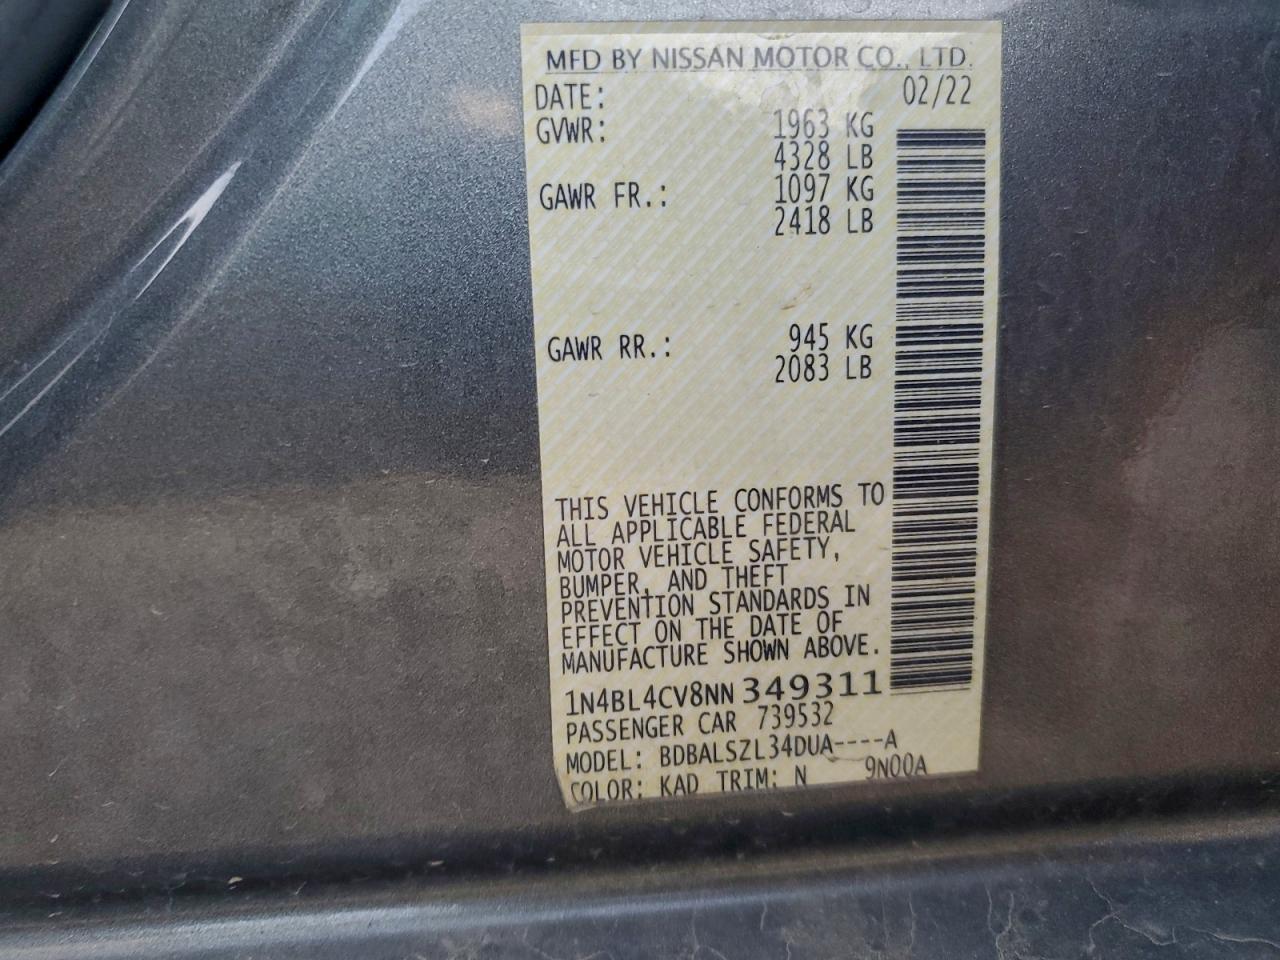 MFD BY NISSAN MOTOR CO., LTD.
DATE: 02/22
GVWR: 1963 KG
4328 LB
GAWR FR.: 1097 KG
2418 LB
GAWR RR.: 945 KG
2083 LB
THIS VEHICLE CONFORMS TO
ALL APPLICABLE FEDERAL
MOTOR VEHICLE SAFETY,
BUMPER, AND THEFT
PREVENTION STANDARDS IN
EFFECT ON THE DATE OF
MANUFACTURE SHOWN ABOVE.
1N4BL4CV8NN349311
PASSENGER CAR 739532
MODEL: BDBALSZL34DUA----A
COLOR: KAD TRIM: N 9N00A